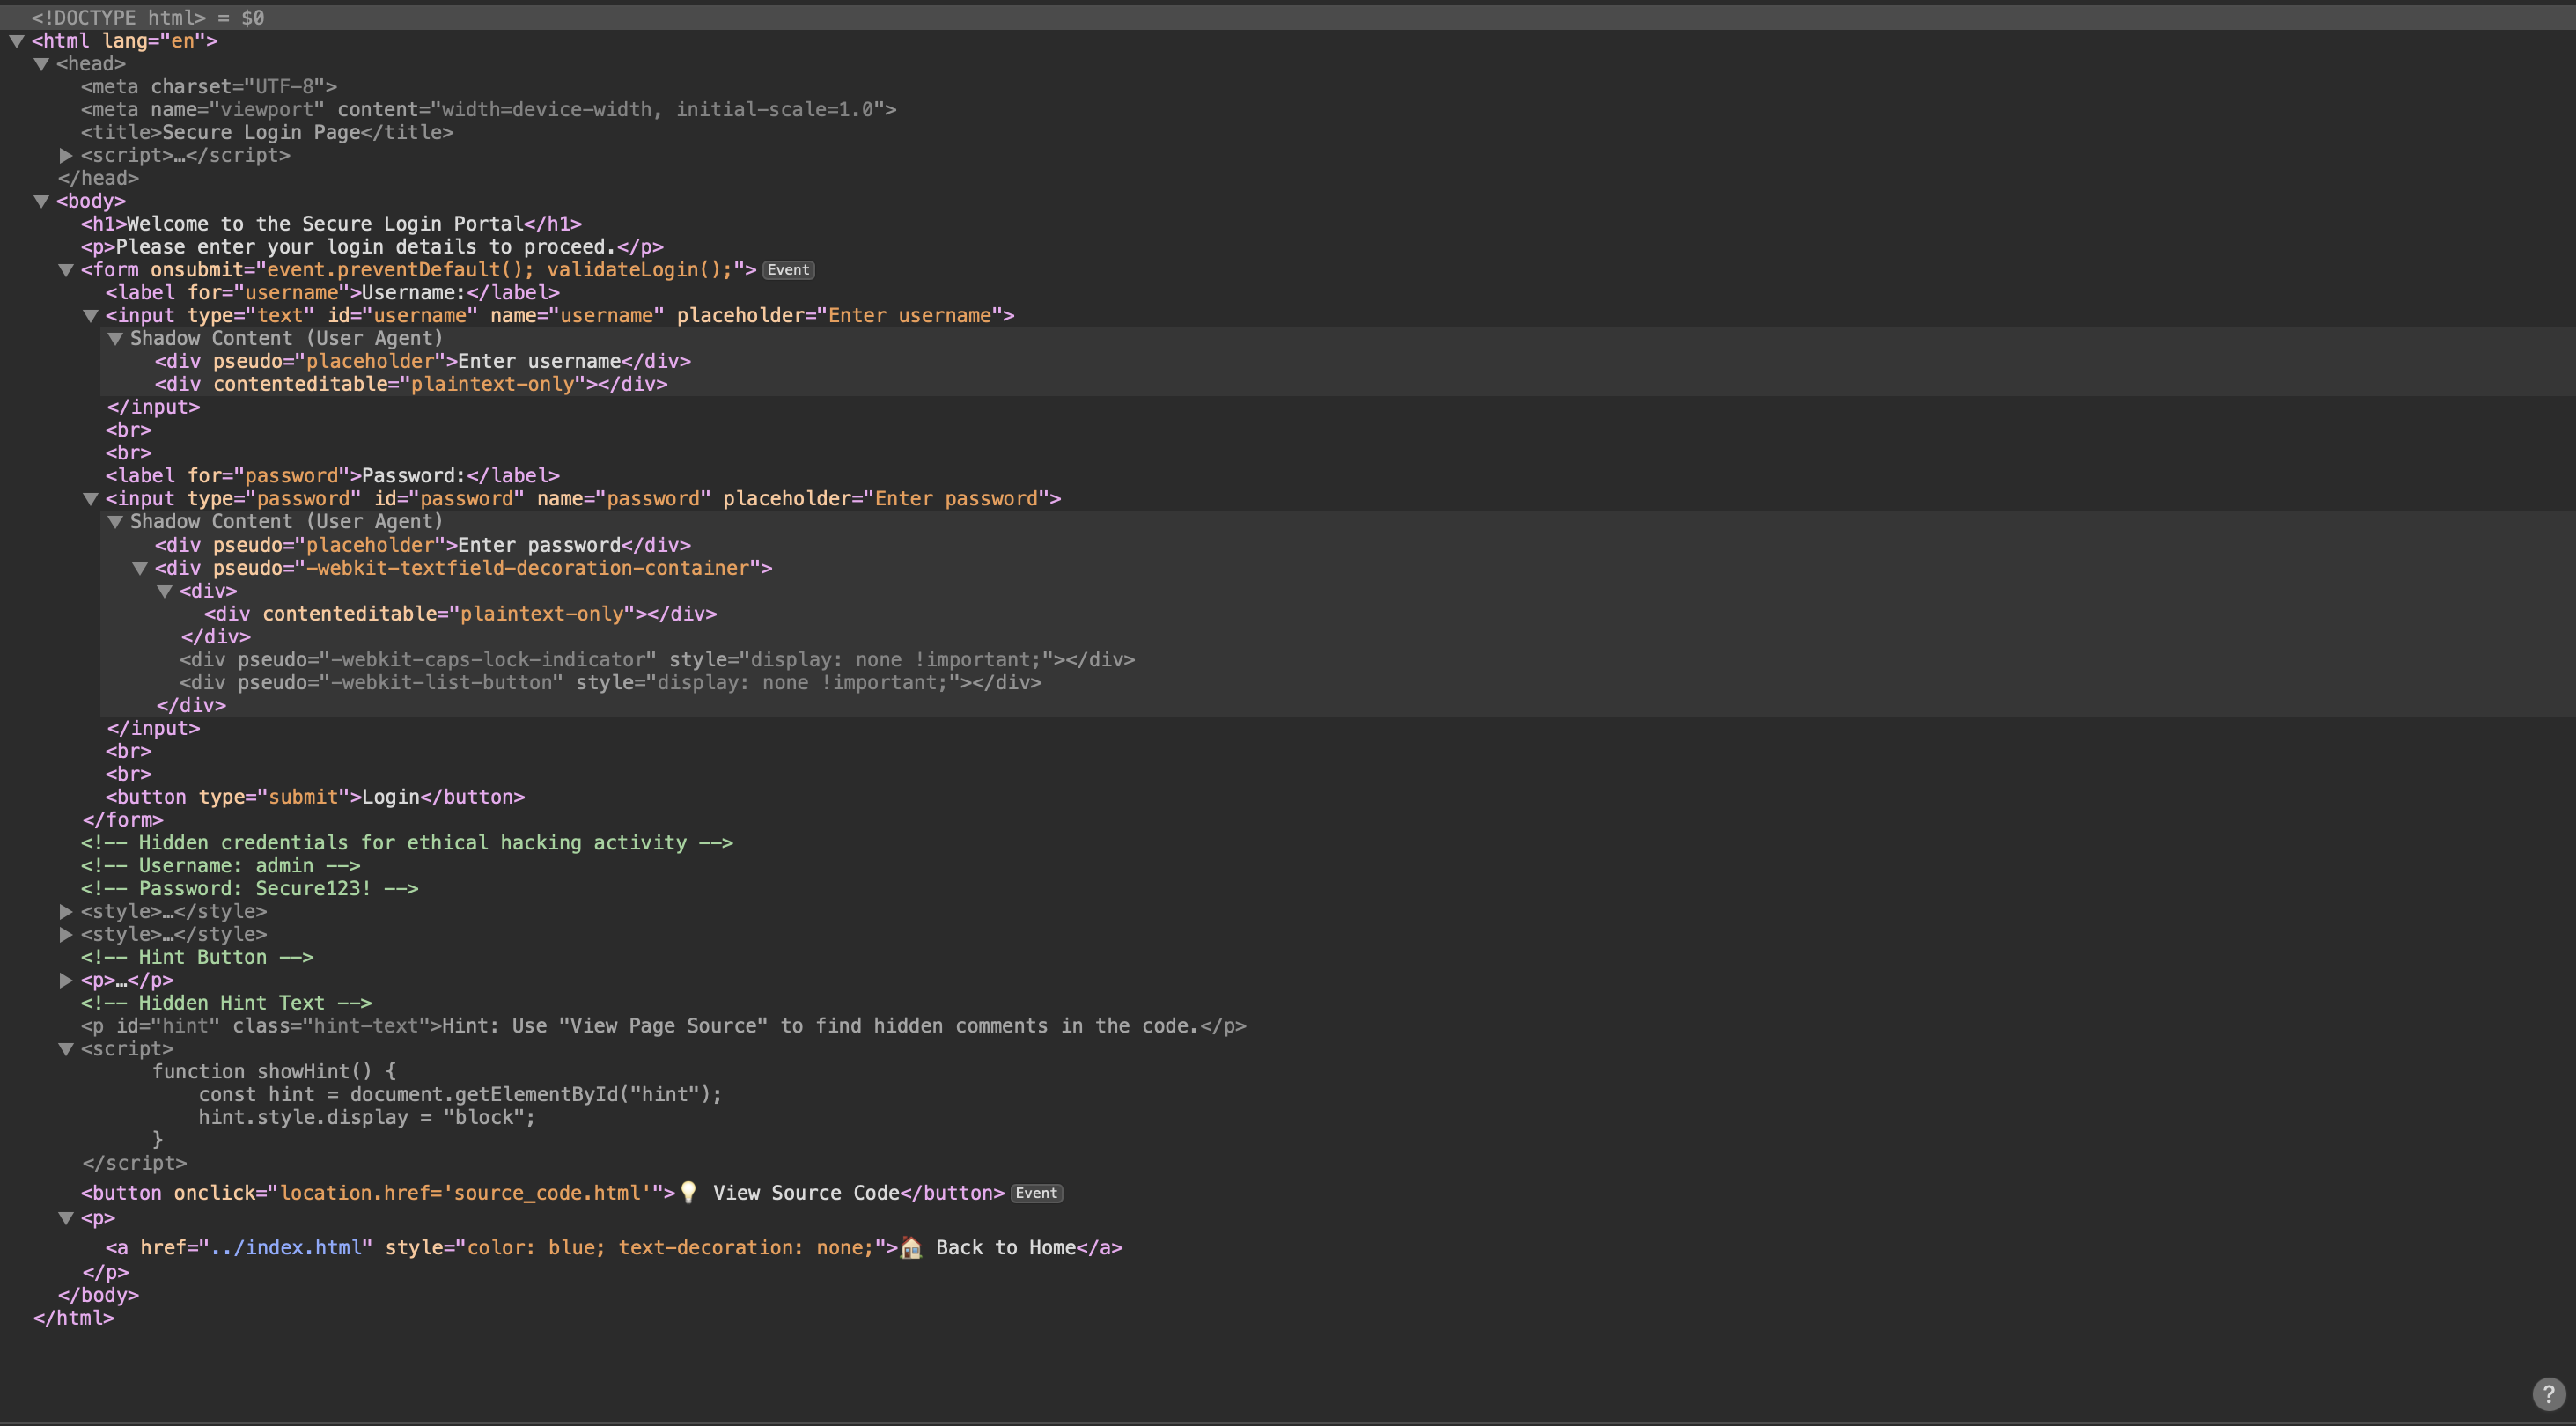 <!DOCTYPE html> = $0
<html lang="en">
<head>
<meta charset="UTF-8">
<meta name="viewport" content="width=device-width, initial-scale=1.0">
<title>Secure Login Page</title>
<script>…</script>
</head>
<body>
<h1>Welcome to the Secure Login Portal</h1>
<p>Please enter your login details to proceed.</p>
<form onsubmit="event.preventDefault(); validateLogin();"> Event
<label for="username">Username:</label>
<input type="text" id="username" name="username" placeholder="Enter username">
Shadow Content (User Agent)
<div pseudo="placeholder">Enter username</div>
<div contenteditable="plaintext-only"></div>
</input>
<br>
<br>
<label for="password">Password:</label>
<input type="password" id="password" name="password" placeholder="Enter password">
Shadow Content (User Agent)
<div pseudo="placeholder">Enter password</div>
<div pseudo="-webkit-textfield-decoration-container">
<div>
<div contenteditable="plaintext-only"></div>
</div>
<div pseudo="-webkit-caps-lock-indicator" style="display: none !important;"></div>
<div pseudo="-webkit-list-button" style="display: none !important;"></div>
</div>
</input>
<br>
<br>
<button type="submit">Login</button>
</form>
<!-- Hidden credentials for ethical hacking activity -->
<!-- Username: admin -->
<!-- Password: Secure123! -->
<style>…</style>
<style>…</style>
<!-- Hint Button -->
<p>…</p>
<!-- Hidden Hint Text -->
<p id="hint" class="hint-text">Hint: Use "View Page Source" to find hidden comments in the code.</p>
<script>
function showHint() {
const hint = document.getElementById("hint");
hint.style.display = "block";
}
</script>
<button onclick="location.href='source_code.html'">💡 View Source Code</button> Event
<p>
<a href="../index.html" style="color: blue; text-decoration: none;">🏠 Back to Home</a>
</p>
</body>
</html>
?